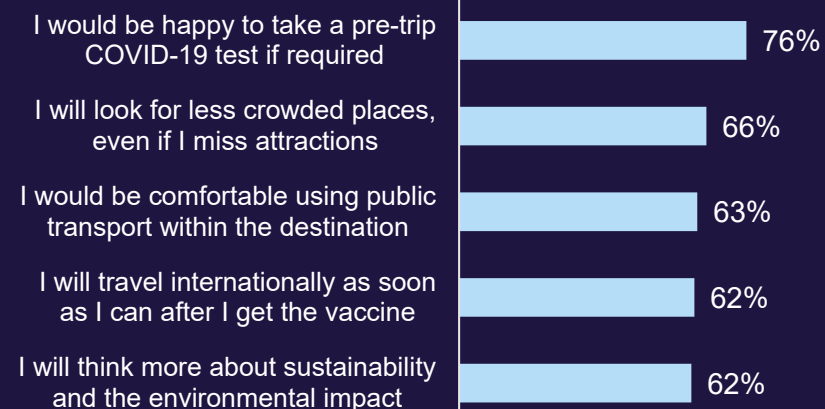 I would be happy to take a pre-trip
COVID-19 test if required
76%
I will look for less crowded places,
even if I miss attractions
66%
I would be comfortable using public
transport within the destination
63%
I will travel internationally as soon
as I can after I get the vaccine
62%
I will think more about sustainability
and the environmental impact
62%